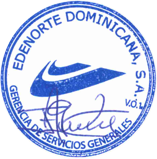 EDENORTE DOMINICANA, S.A.
V.G.
GERENCIA DE SERVICIOS GENERALES